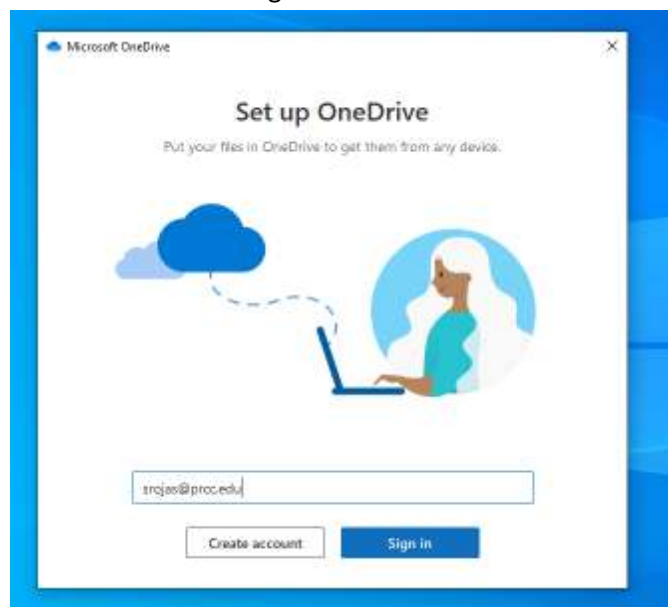 Microsoft OneDrive
Set up OneDrive
Put your files in OneDrive to get them from any device.
srojas@prcc.edu
Create account
Sign in